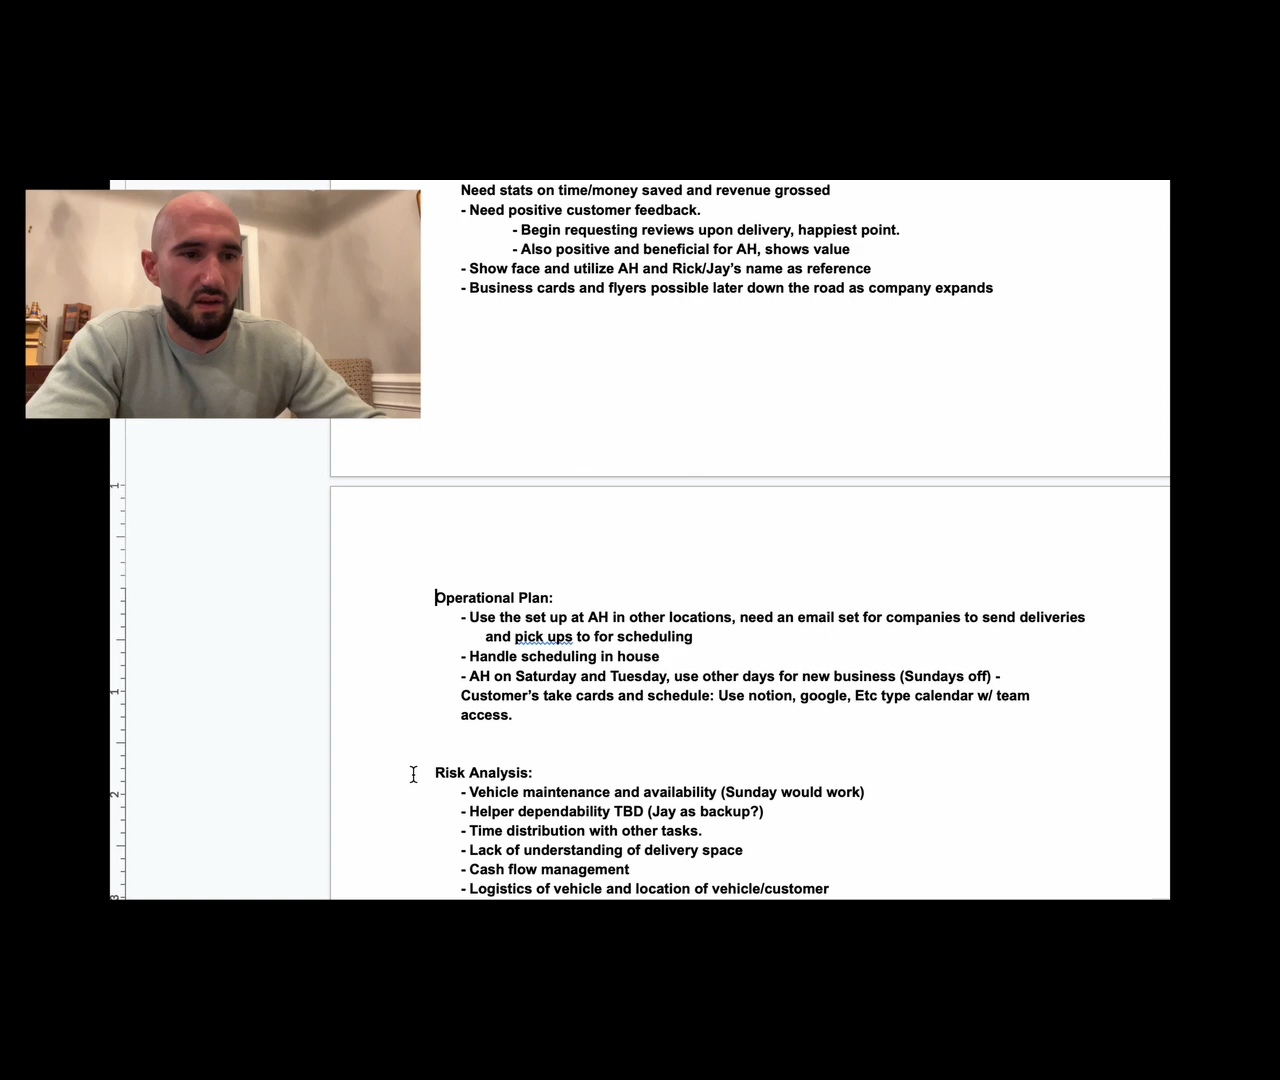 Need stats on time/money saved and revenue grossed
- Need positive customer feedback.
- Begin requesting reviews upon delivery, happiest point.
- Also positive and beneficial for AH, shows value
- Show face and utilize AH and Rick/Jay’s name as reference
- Business cards and flyers possible later down the road as company expands
1
Operational Plan:
- Use the set up at AH in other locations, need an email set for companies to send deliveries
and pick ups to for scheduling
- Handle scheduling in house
- AH on Saturday and Tuesday, use other days for new business (Sundays off) -
1
Customer’s take cards and schedule: Use notion, google, Etc type calendar w/ team
access.
Risk Analysis:
- Vehicle maintenance and availability (Sunday would work)
2
- Helper dependability TBD (Jay as backup?)
- Time distribution with other tasks.
- Lack of understanding of delivery space
- Cash flow management
- Logistics of vehicle and location of vehicle/customer
3